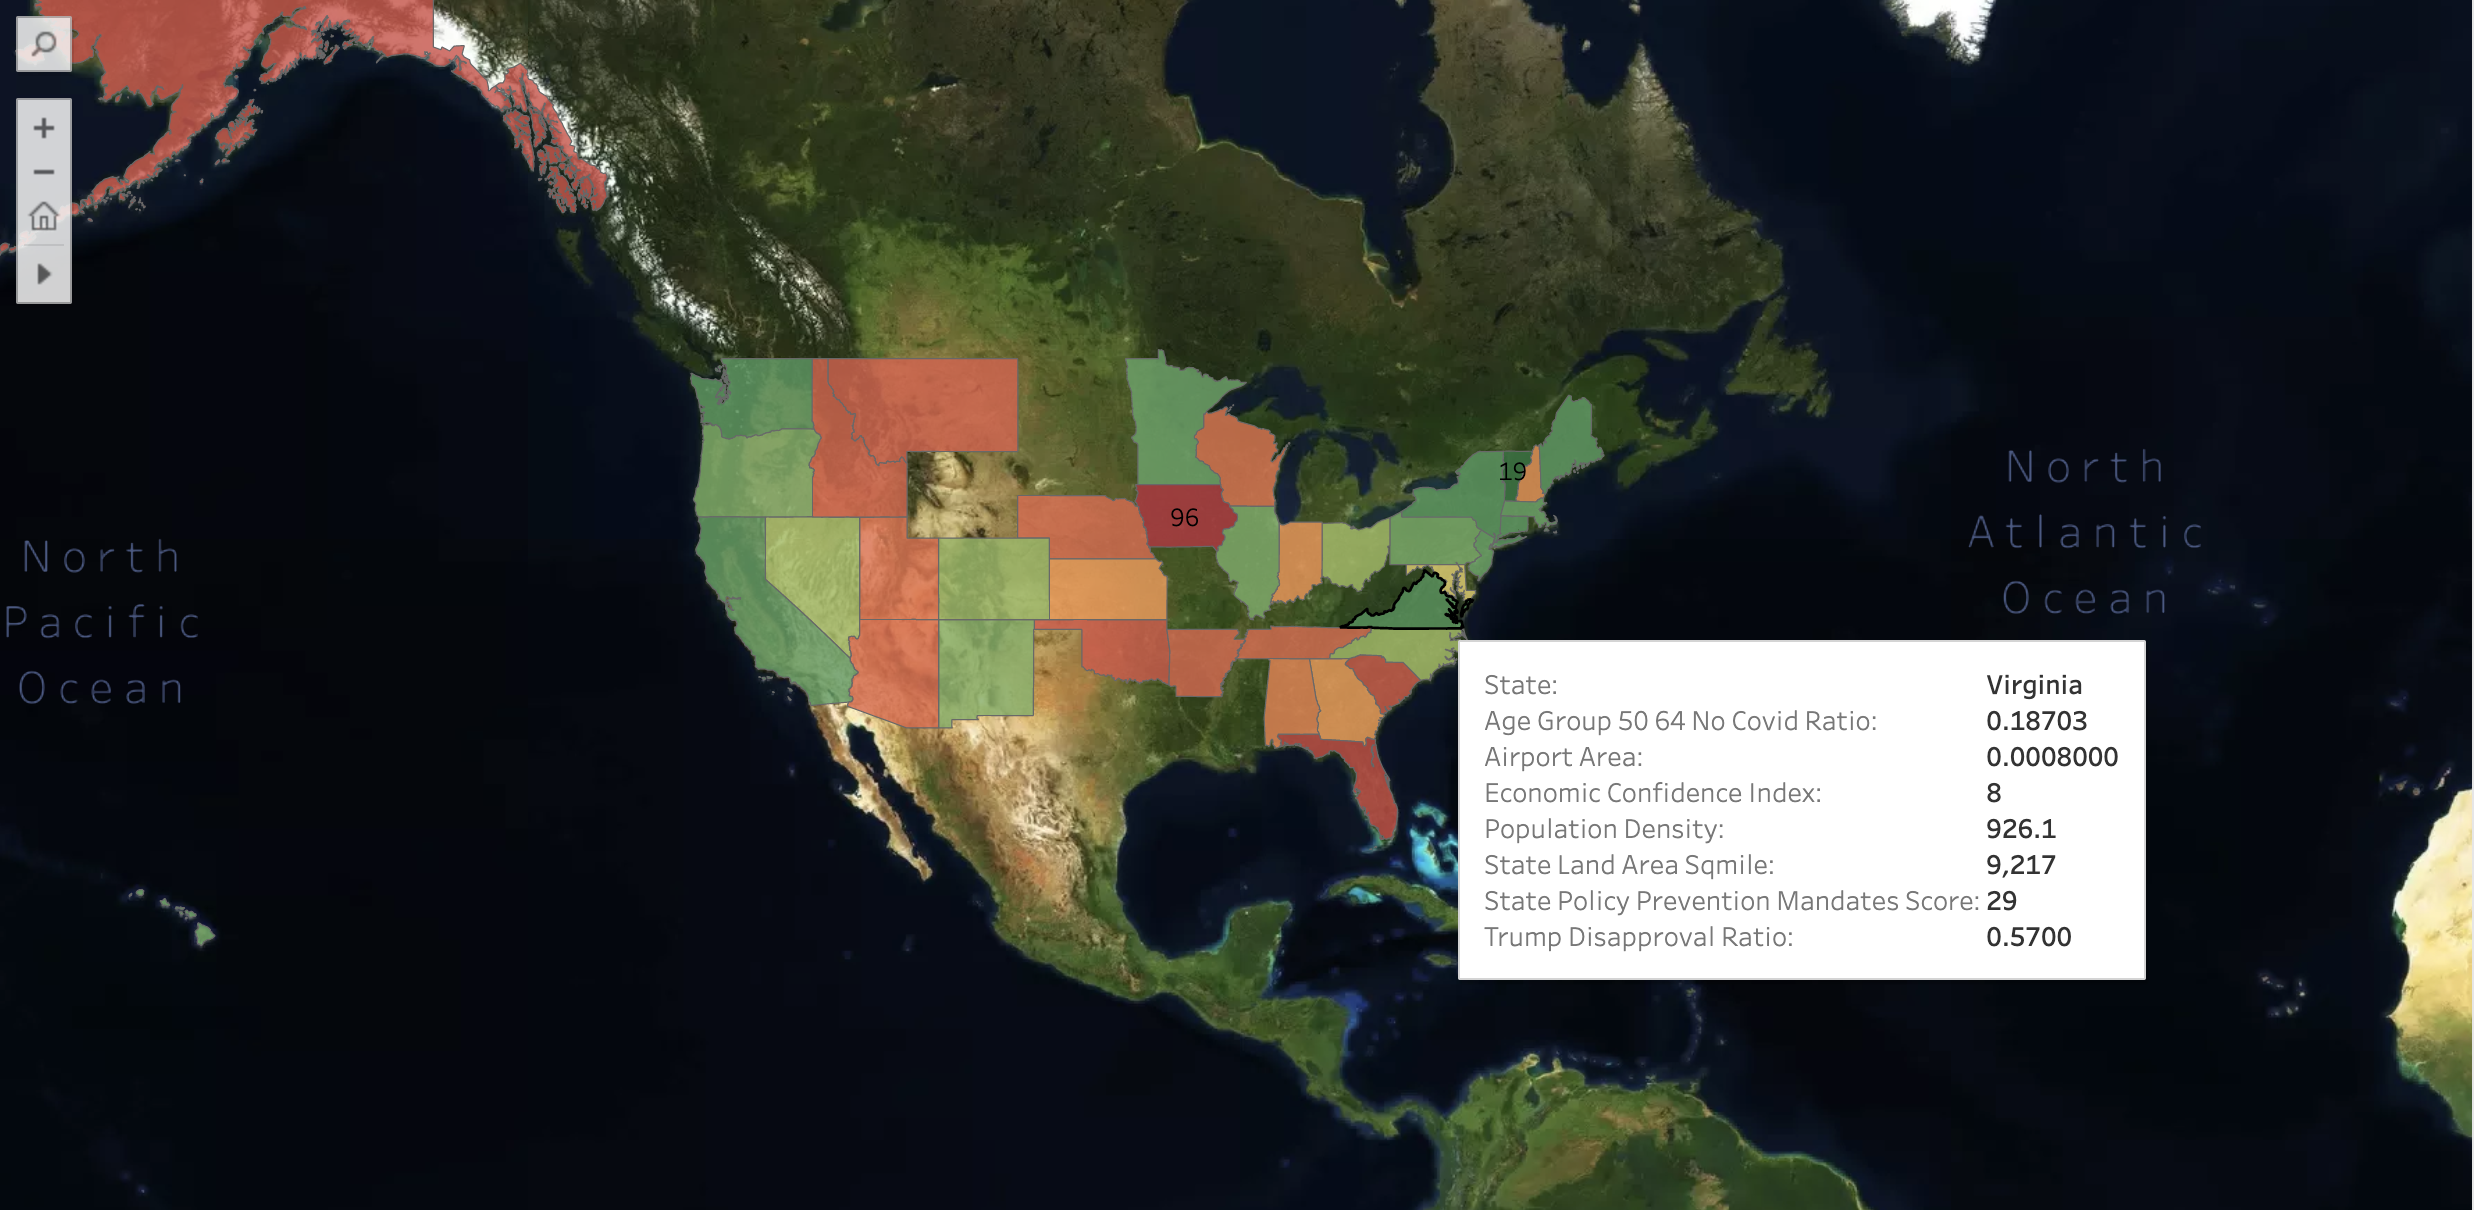 19
96
North
Pacific
Ocean
North
Atlantic
Ocean
State: Virginia
Age Group 50 64 No Covid Ratio: 0.18703
Airport Area: 0.0008000
Economic Confidence Index: 8
Population Density: 926.1
State Land Area Sqmile: 9,217
State Policy Prevention Mandates Score: 29
Trump Disapproval Ratio: 0.5700